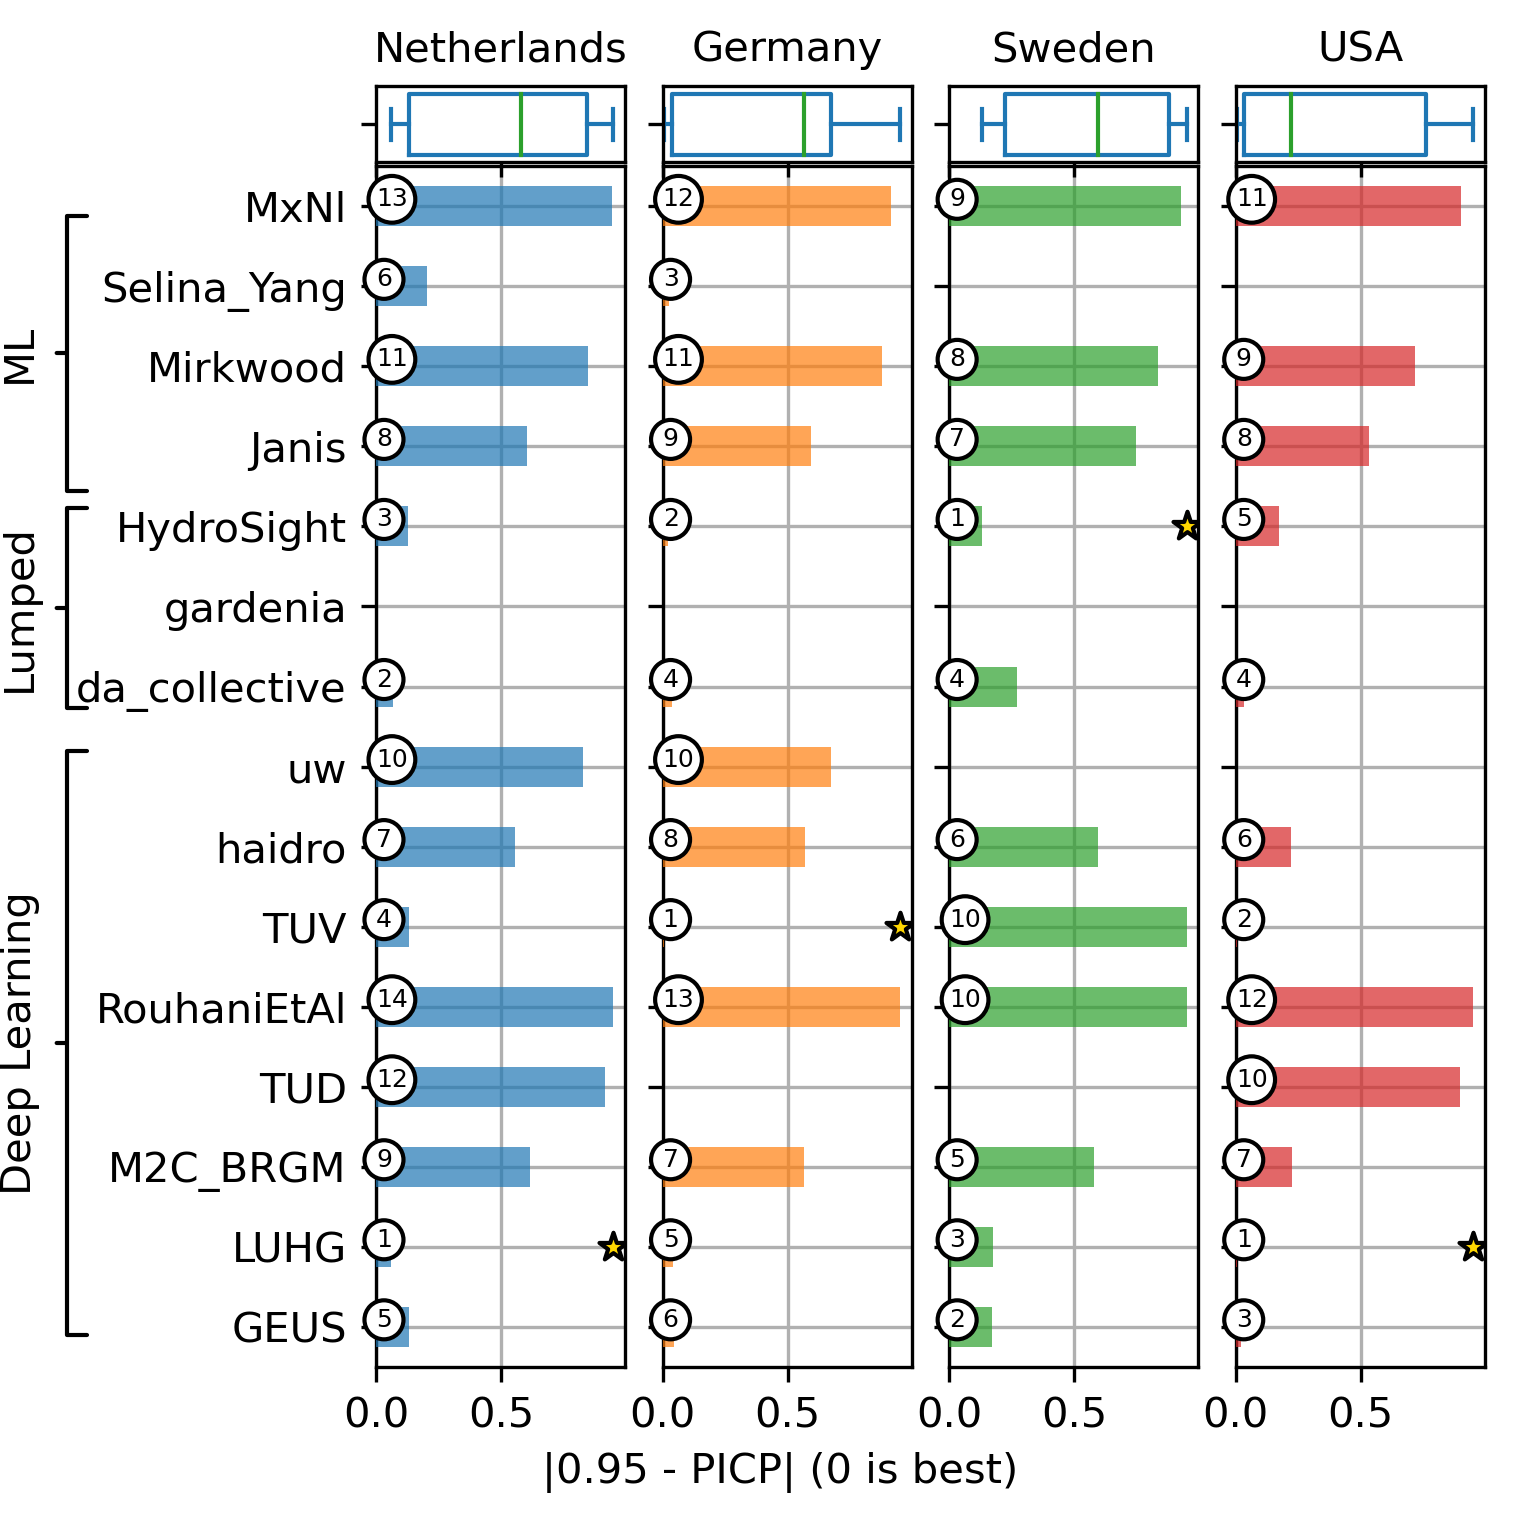 Netherlands Germany Sweden USA
MxNl 13 12 9 11
Selina_Yang 6 3
Mirkwood 11 11 8 9
Janis 8 9 7 8
ML
HydroSight 3 2 1 5
gardenia
da_collective 2 4 4 4
Lumped
uw 10 10
haidro 7 8 6 6
TUV 4 1 10 2
RouhaniEtAl 14 13 10 12
TUD 12 10
M2C_BRGM 9 7 5 7
LUHG 1 5 3 1
GEUS 5 6 2 3
Deep Learning
0.0 0.5 0.0 0.5 0.0 0.5 0.0 0.5
|0.95 - PICP| (0 is best)